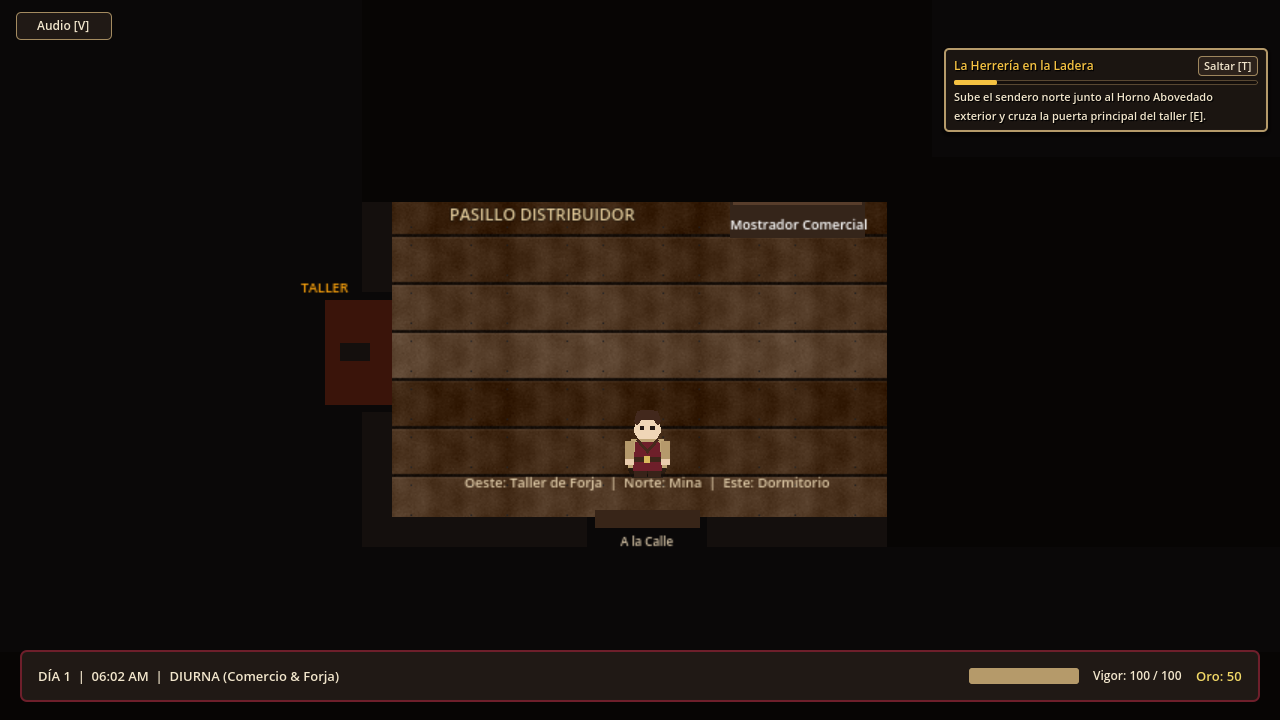 Audio [V]
La Herrería en la Ladera
Saltar [T]
Sube el sendero norte junto al Horno Abovedado
exterior y cruza la puerta principal del taller [E].
PASILLO DISTRIBUIDOR
Mostrador Comercial
TALLER
Oeste: Taller de Forja | Norte: Mina | Este: Dormitorio
A la Calle
DÍA 1 | 06:02 AM | DIURNA (Comercio & Forja)
Vigor: 100 / 100
Oro: 50